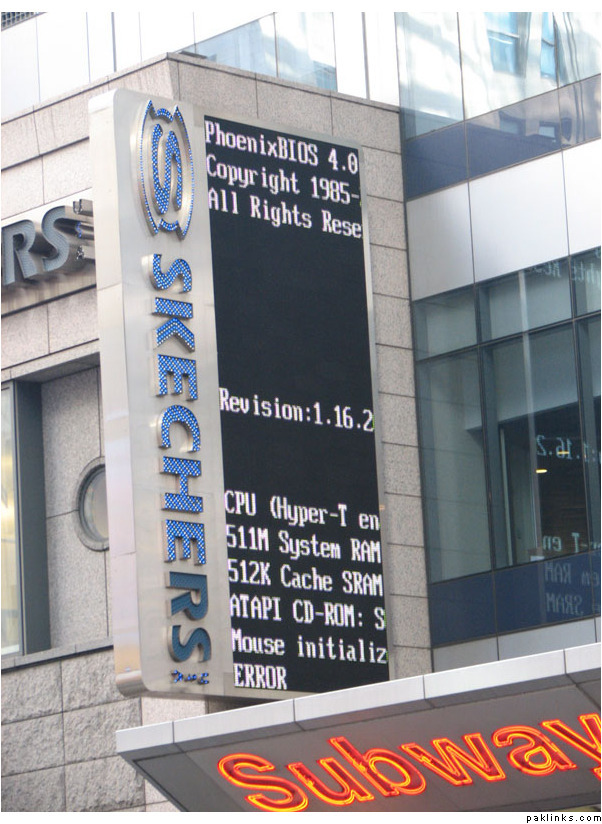 PhoenixBIOS 4.0
Copyright 1985-
All Rights Rese
Revision:1.16.2
CPU (Hyper-T en
511M System RAM
512K Cache SRAM
ATAPI CD-ROM: S
Mouse initializ
ERROR
S
SKECHERS
ERS
Subway
paklinks.com